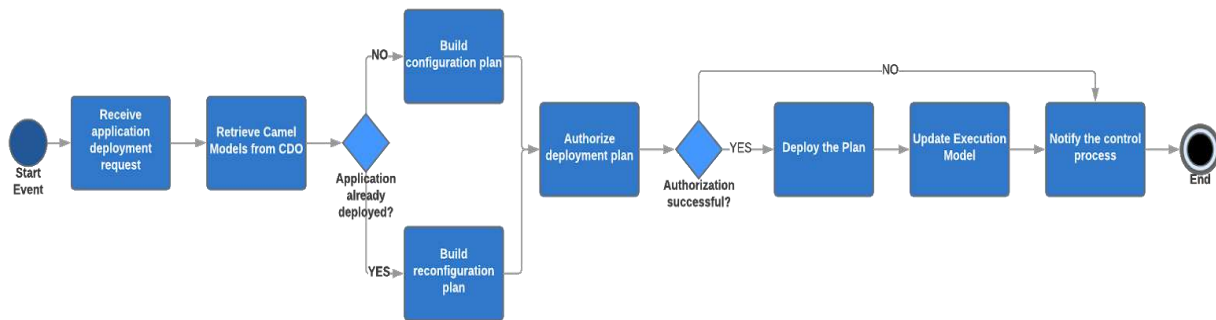 Start
Event
Receive
application
deployment
request
Retrieve Camel
Models from CDO
Application
already
deployed?
NO
Build
configuration plan
YES
Build
reconfiguration
plan
Authorize
deployment plan
Authorization
successful?
NO
YES
Deploy the Plan
Update Execution
Model
Notify the control
process
End